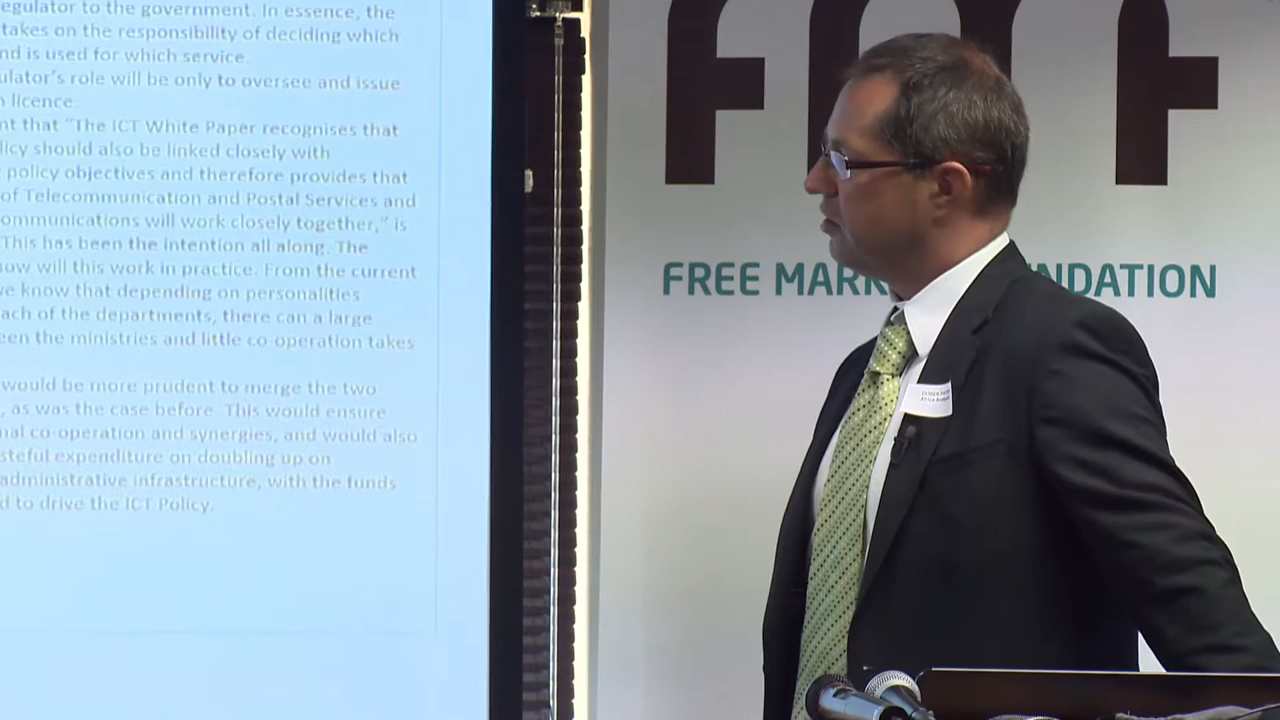 egulator to the government. In essence, the
takes on the responsibility of deciding which
nd is used for which service.
ulator's role will be only to oversee and issue
licence.
nt that "The ICT White Paper recognises that
licy should also be linked closely with
policy objectives and therefore provides that
of Telecommunication and Postal Services and
ommunications will work closely together," is
This has been the intention all along. The
ow will this work in practice. From the current
ve know that depending on personalities
ach of the departments, there can a large
een the ministries and little co operation takes
would be more prudent to merge the two
, as was the case before. This would ensure
nal co-operation and synergies, and would also
steful expenditure on doubling up on
administrative infrastructure, with the funds
d to drive the ICT Policy.
FMF
FREE MARK NDATION